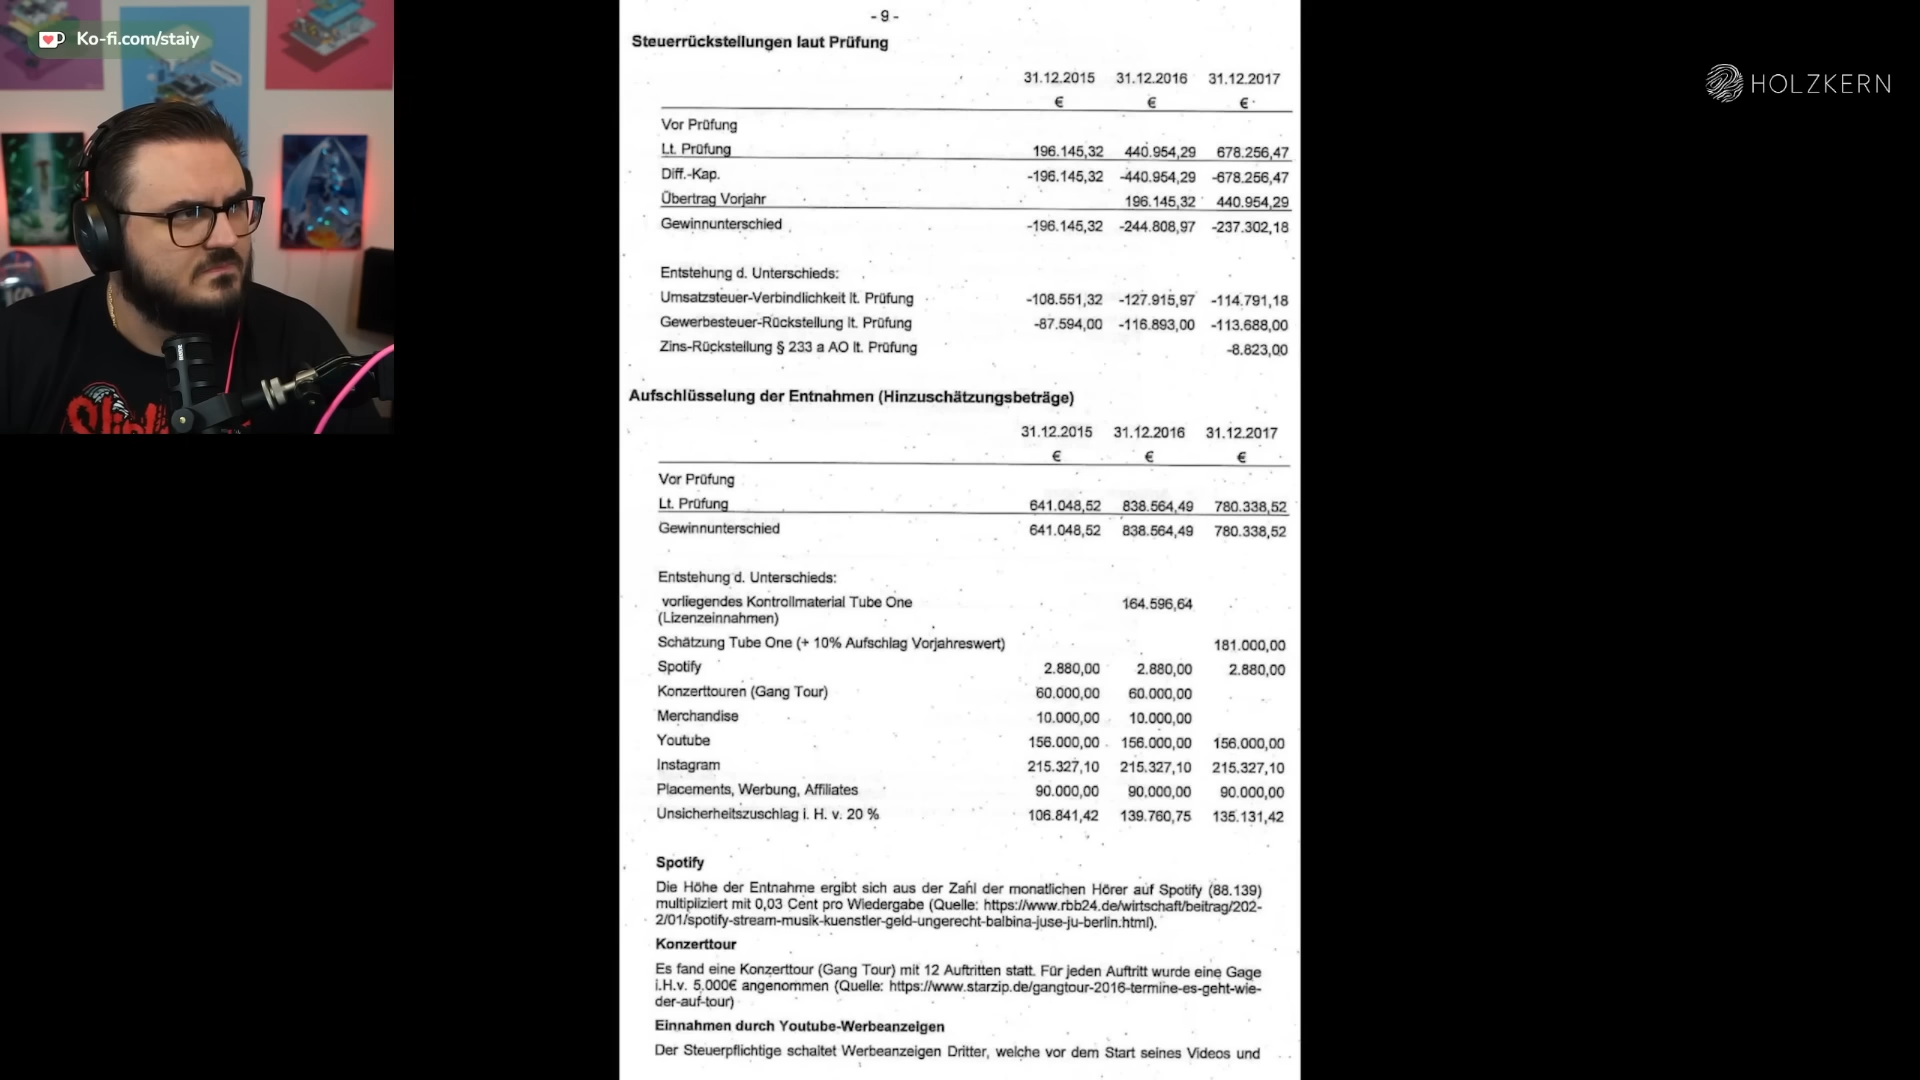 Ko-fi.com/staiy
HOLZKERN
- 9 -
Steuerrückstellungen laut Prüfung
31.12.2015 31.12.2016 31.12.2017
€ € €
Vor Prüfung
Lt. Prüfung 196.145,32 440.954,29 678.256,47
Diff.-Kap. -196.145,32 -440.954,29 -678.256,47
Übertrag Vorjahr 196.145,32 440.954,29
Gewinnunterschied -196.145,32 -244.808,97 -237.302,18
Entstehung d. Unterschieds:
Umsatzsteuer-Verbindlichkeit lt. Prüfung -108.551,32 -127.915,97 -114.791,18
Gewerbesteuer-Rückstellung lt. Prüfung -87.594,00 -116.893,00 -113.688,00
Zins-Rückstellung § 233 a AO lt. Prüfung -8.823,00
Aufschlüsselung der Entnahmen (Hinzuschätzungsbeträge)
31.12.2015 31.12.2016 31.12.2017
€ € €
Vor Prüfung
Lt. Prüfung 641.048,52 838.564,49 780.338,52
Gewinnunterschied 641.048,52 838.564,49 780.338,52
Entstehung d. Unterschieds:
vorliegendes Kontrollmaterial Tube One 164.596,64
(Lizenzeinnahmen)
Schätzung Tube One (+ 10% Aufschlag Vorjahreswert) 181.000,00
Spotify 2.880,00 2.880,00 2.880,00
Konzerttouren (Gang Tour) 60.000,00 60.000,00
Merchandise 10.000,00 10.000,00
Youtube 156.000,00 156.000,00 156.000,00
Instagram 215.327,10 215.327,10 215.327,10
Placements, Werbung, Affiliates 90.000,00 90.000,00 90.000,00
Unsicherheitszuschlag i. H. v. 20 % 106.841,42 139.760,75 135.131,42
Spotify
Die Höhe der Entnahme ergibt sich aus der Zahl der monatlichen Hörer auf Spotify (88.139)
multipliziert mit 0,03 Cent pro Wiedergabe (Quelle: https://www.rbb24.de/wirtschaft/beitrag/202-
2/01/spotify-stream-musik-kuenstler-geld-ungerecht-balbina-juse-ju-berlin.html).
Konzerttour
Es fand eine Konzerttour (Gang Tour) mit 12 Auftritten statt. Für jeden Auftritt wurde eine Gage
i.H.v. 5.000€ angenommen (Quelle: https://www.starzip.de/gangtour-2016-termine-es-geht-wie-
der-auf-tour)
Einnahmen durch Youtube-Werbeanzeigen
Der Steuerpflichtige schaltet Werbeanzeigen Dritter, welche vor dem Start seines Videos und